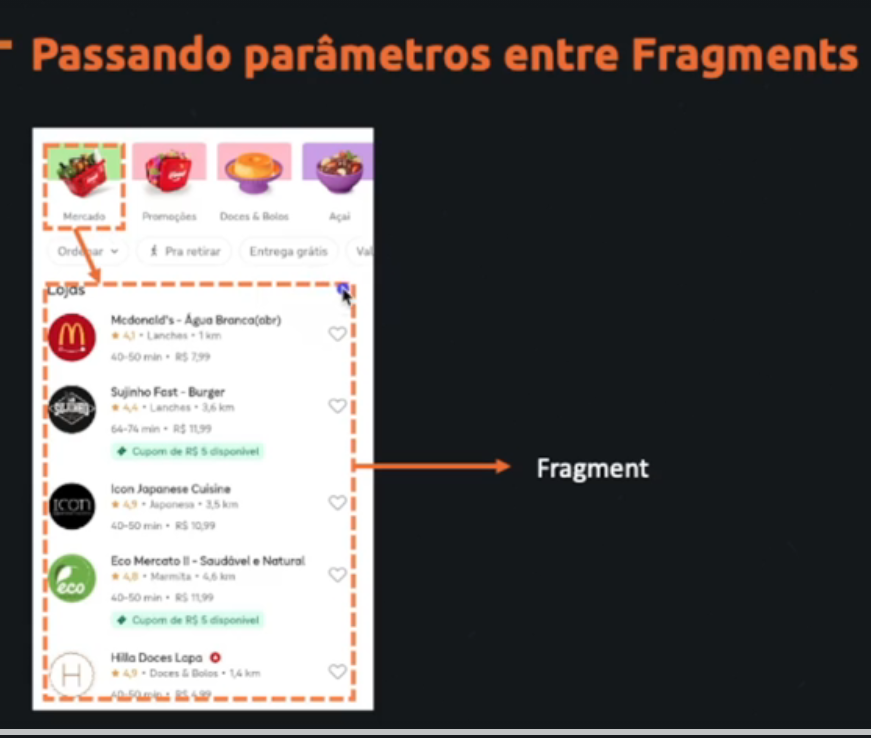 Passando parâmetros entre Fragments
Mercado Promoções Doces & Bolos Açaí
Ordenar Pra retirar Entrega grátis Val
Lojas
Mcdonald's - Água Branca(abr)
4,1 • Lanches • 1 km
40-50 min • R$ 7,99
Sujinho Fast - Burger
4,4 • Lanches • 3,6 km
64-74 min • R$ 11,99
Cupom de R$ 5 disponível
Fragment
ICON
Icon Japanese Cuisine
4,9 • Japonesa • 3,5 km
40-50 min • R$ 10,99
eco
Eco Mercato II - Saudável e Natural
4,8 • Marmita • 4,6 km
40-50 min • R$ 11,99
Cupom de R$ 5 disponível
H
Hilla Doces Lapa
4,9 • Doces & Bolos • 1,4 km
40-50 min • R$ 4,99